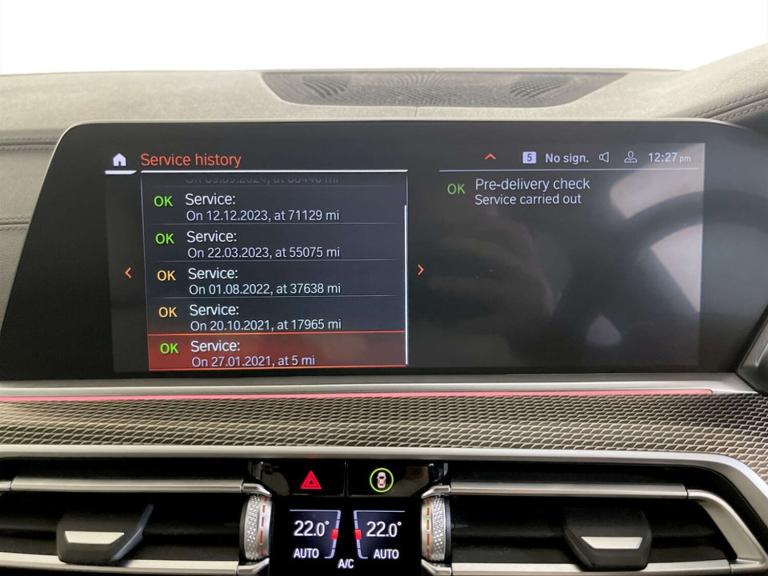 Service history
5 No sign. 12:27 pm
OK Service:
On 12.12.2023, at 71129 mi
OK Service:
On 22.03.2023, at 55075 mi
OK Service:
On 01.08.2022, at 37638 mi
OK Service:
On 20.10.2021, at 17965 mi
OK Service:
On 27.01.2021, at 5 mi
OK Pre-delivery check
Service carried out
22.0° 22.0°
AUTO AUTO
A/C